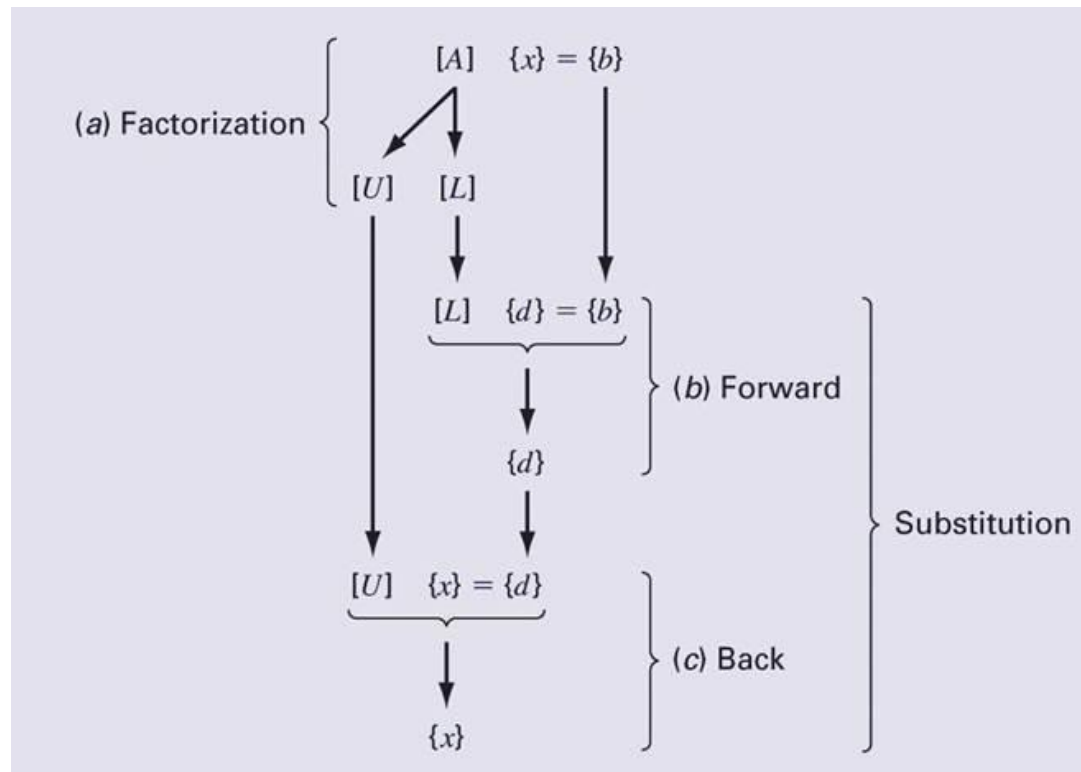 [A] {x} = {b}
(a) Factorization
[U] [L]
[L] {d} = {b}
(b) Forward
{d}
Substitution
[U] {x} = {d}
(c) Back
{x}